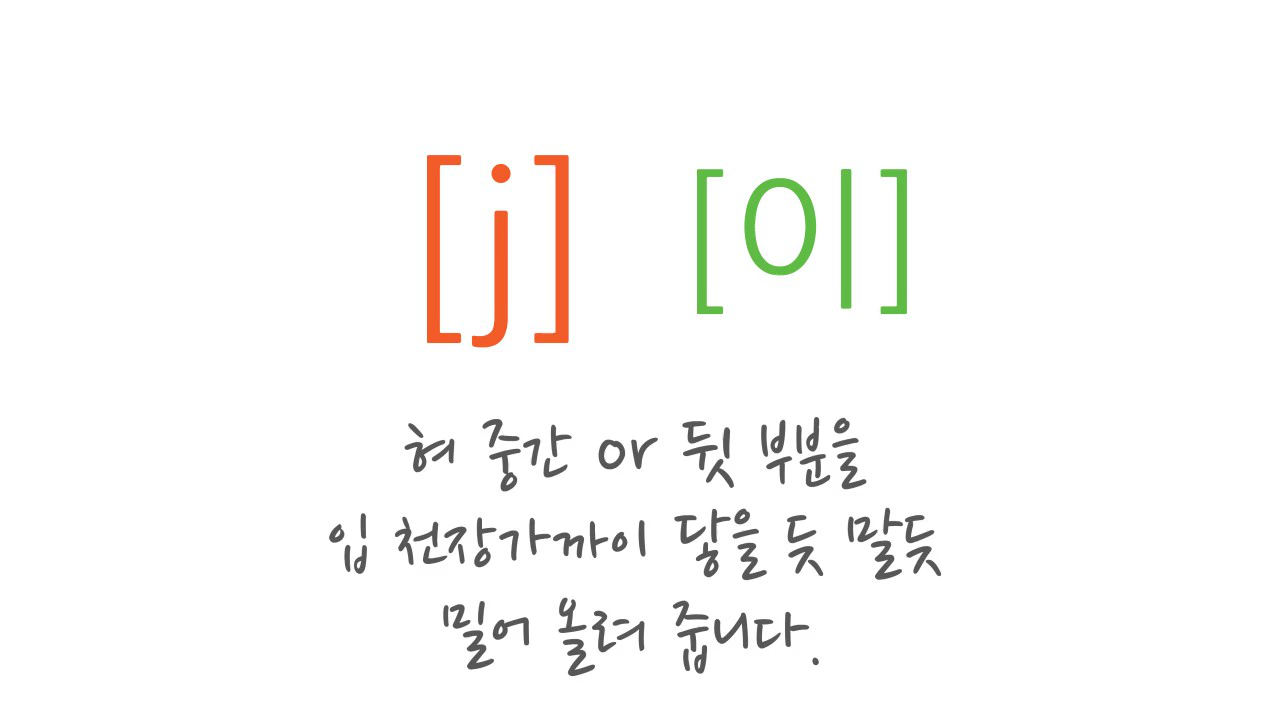 [j] [이]
혀 중간 or 뒷 부분을
입 천장가까이 닿을 듯 말듯
밀어 올려 줍니다.